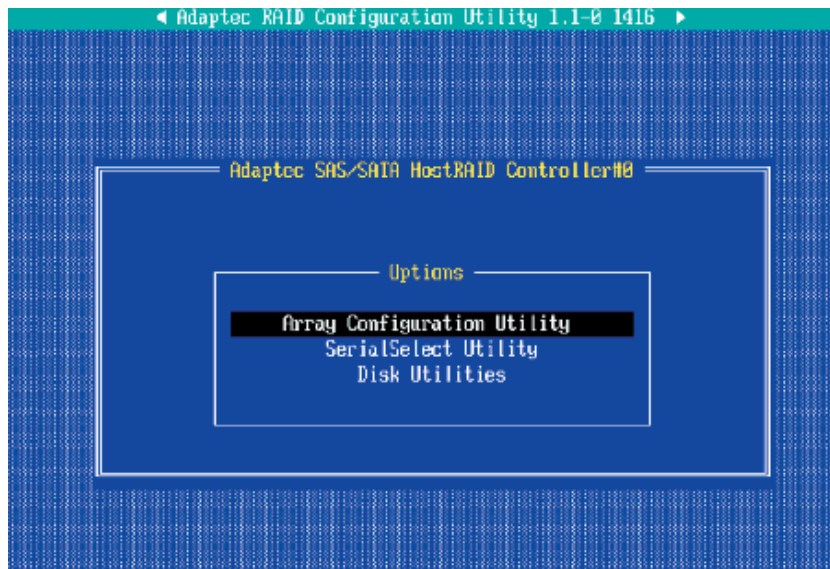 ◄ Adaptec RAID Configuration Utility 1.1-0 1416 ►
Adaptec SAS/SATA HostRAID Controller#0
Options
Array Configuration Utility
SerialSelect Utility
Disk Utilities